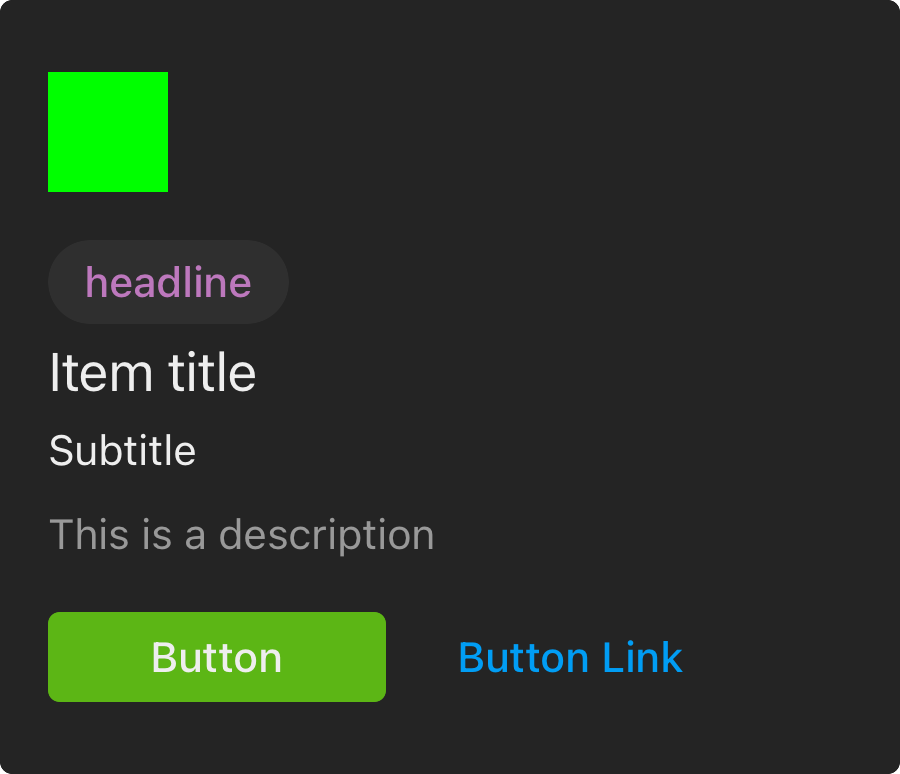 headline
Item title
Subtitle
This is a description
Button Button Link